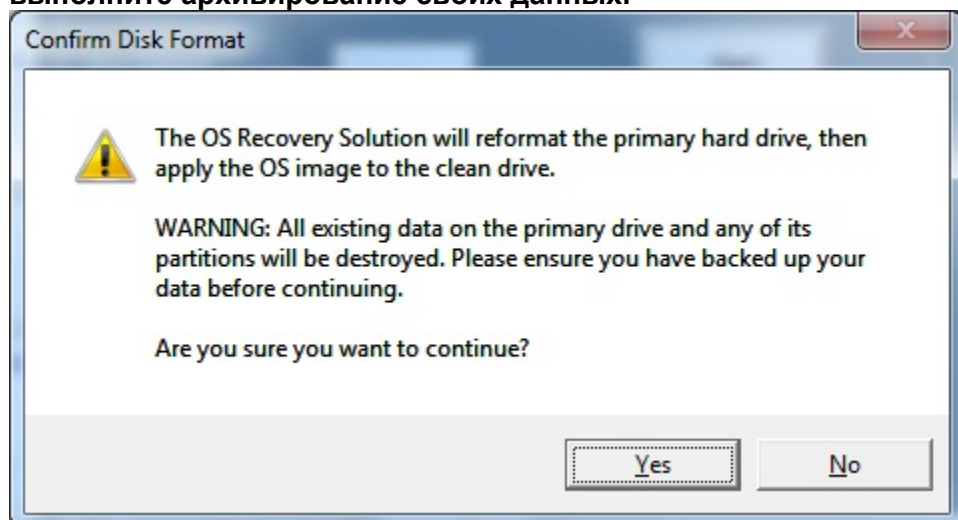 выполните архивирование своих данных.
Confirm Disk Format
The OS Recovery Solution will reformat the primary hard drive, then
apply the OS image to the clean drive.
WARNING: All existing data on the primary drive and any of its
partitions will be destroyed. Please ensure you have backed up your
data before continuing.
Are you sure you want to continue?
Yes
No